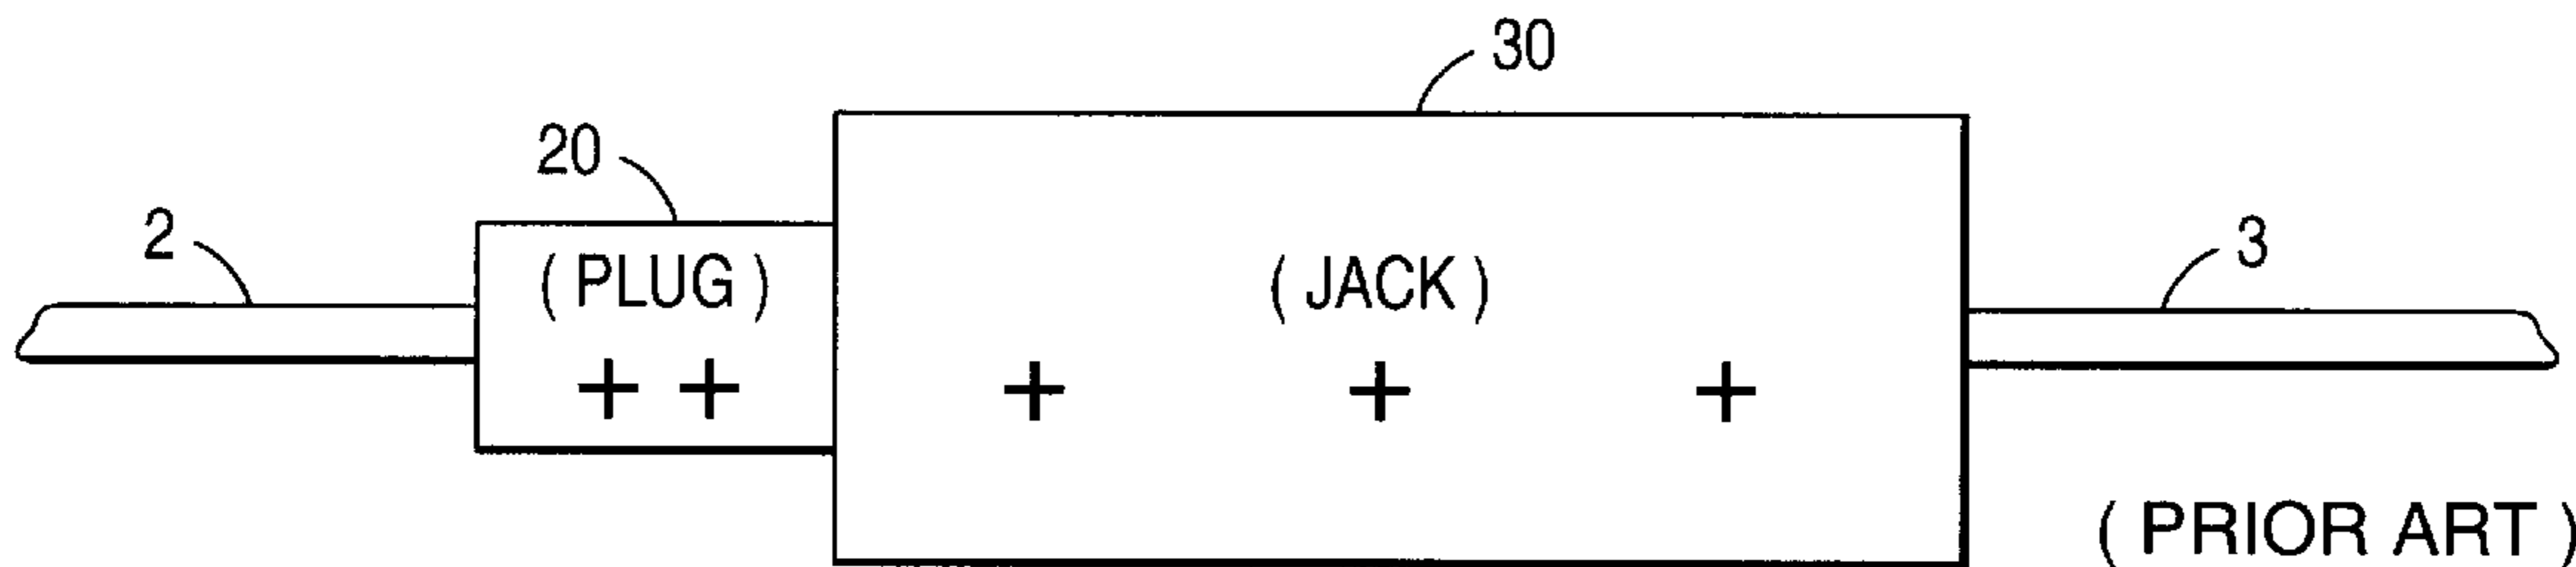 30
20
2
3
( PLUG )
( JACK )
+ +
+ + +
( PRIOR ART )